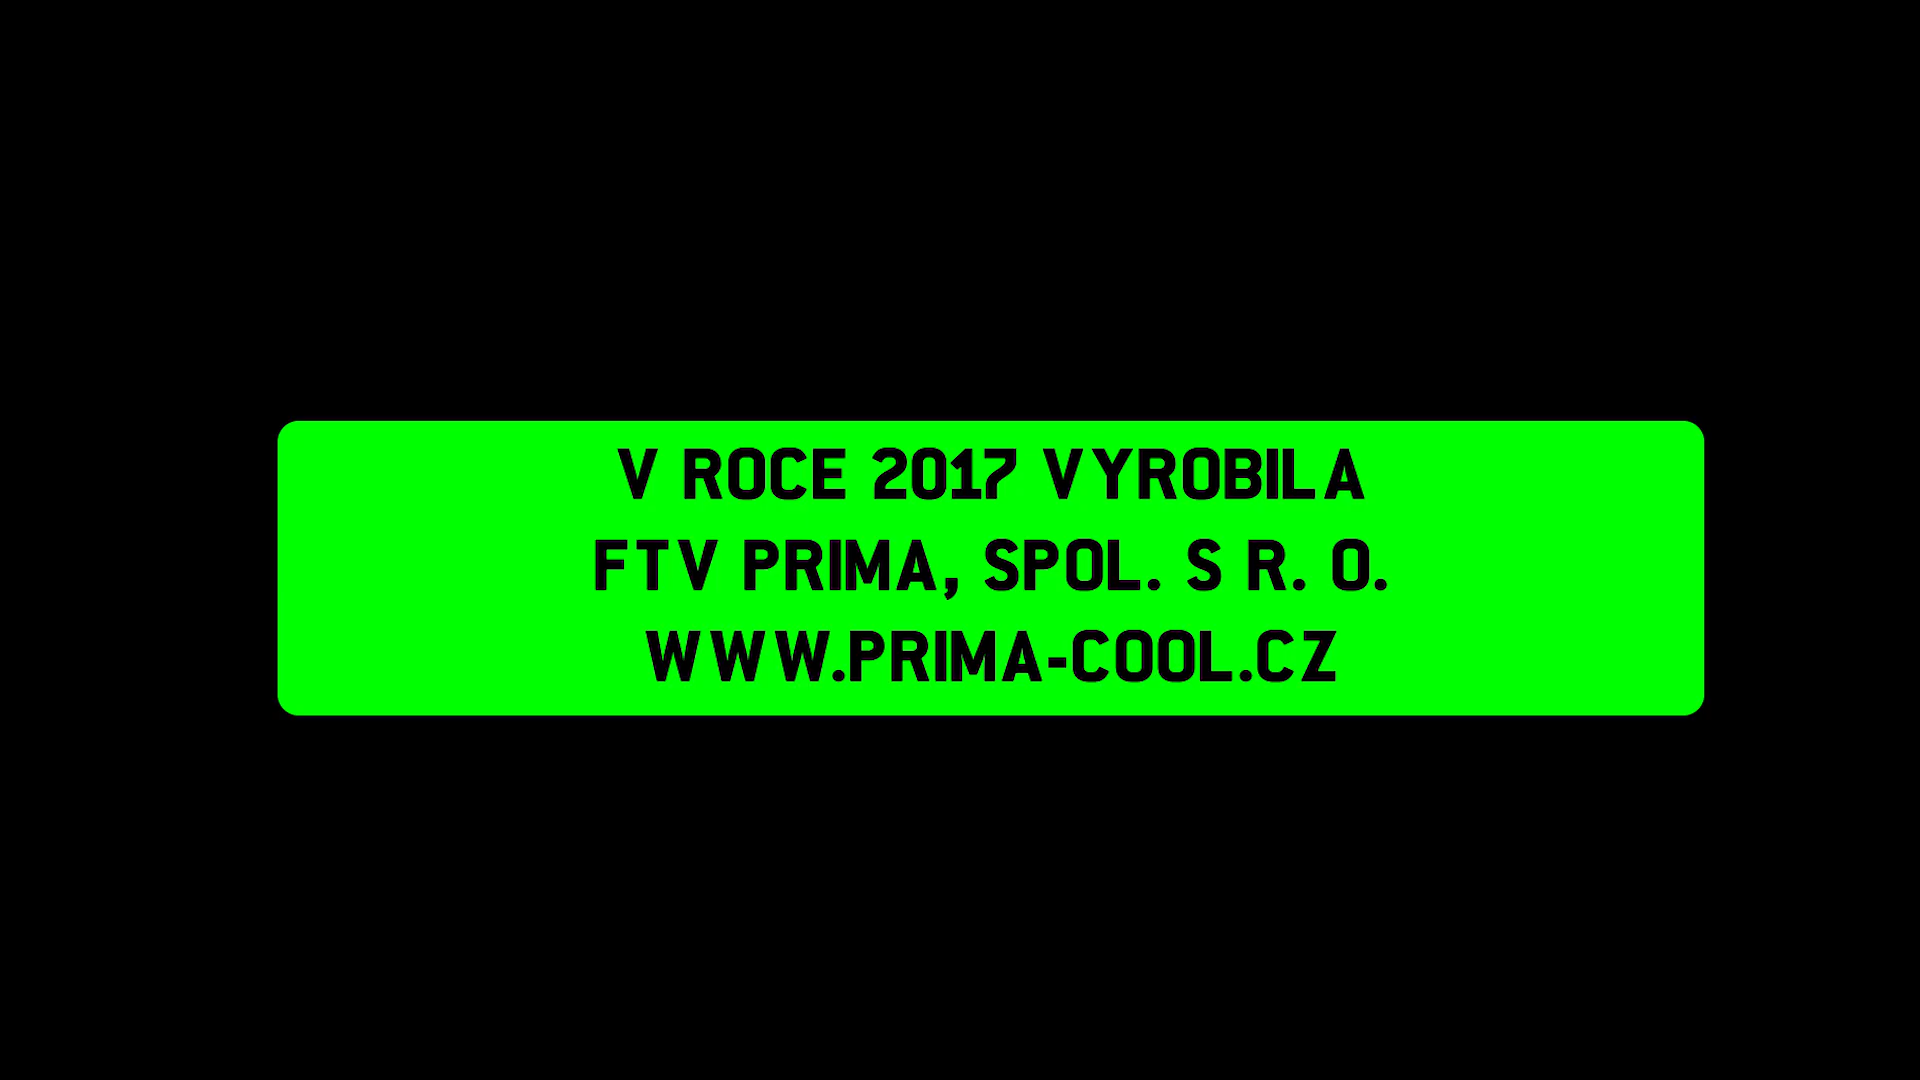 V ROCE 2017 VYROBILA
FTV PRIMA, SPOL. S R. O.
WWW.PRIMA-COOL.CZ